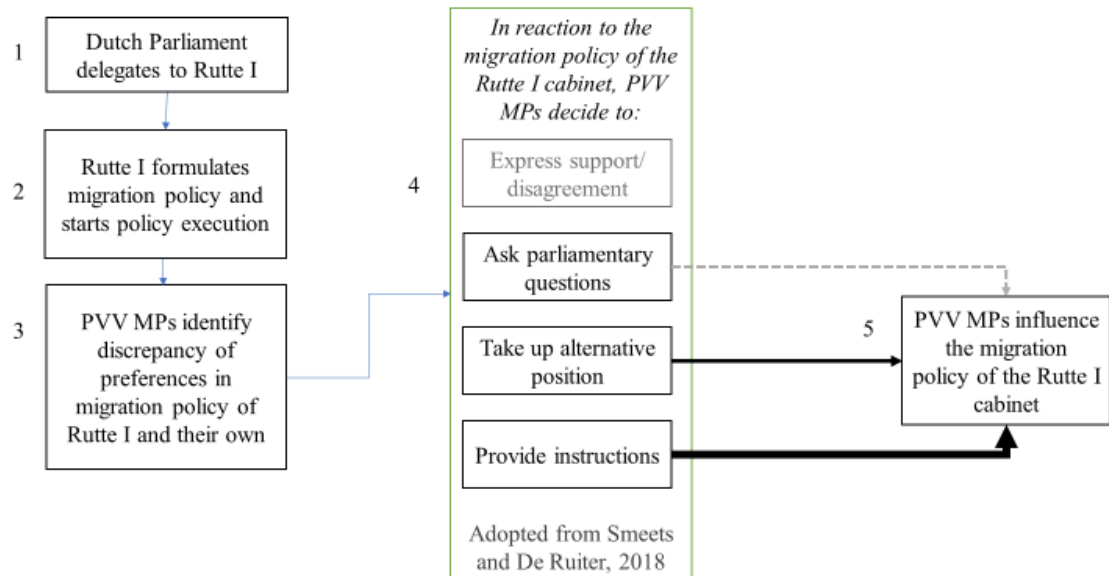 1
Dutch Parliament
delegates to Rutte I
2
Rutte I formulates
migration policy and
starts policy execution
3
PVV MPs identify
discrepancy of
preferences in
migration policy of
Rutte I and their own
4
In reaction to the
migration policy of the
Rutte I cabinet, PVV
MPs decide to:
Express support/
disagreement
Ask parliamentary
questions
Take up alternative
position
Provide instructions
Adopted from Smeets
and De Ruiter, 2018
5
PVV MPs influence
the migration
policy of the Rutte I
cabinet